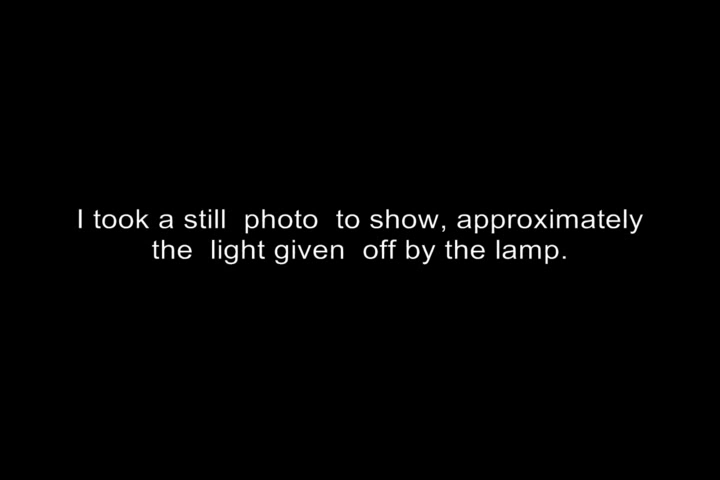 I took a still  photo  to show, approximately
the  light given  off by the lamp.